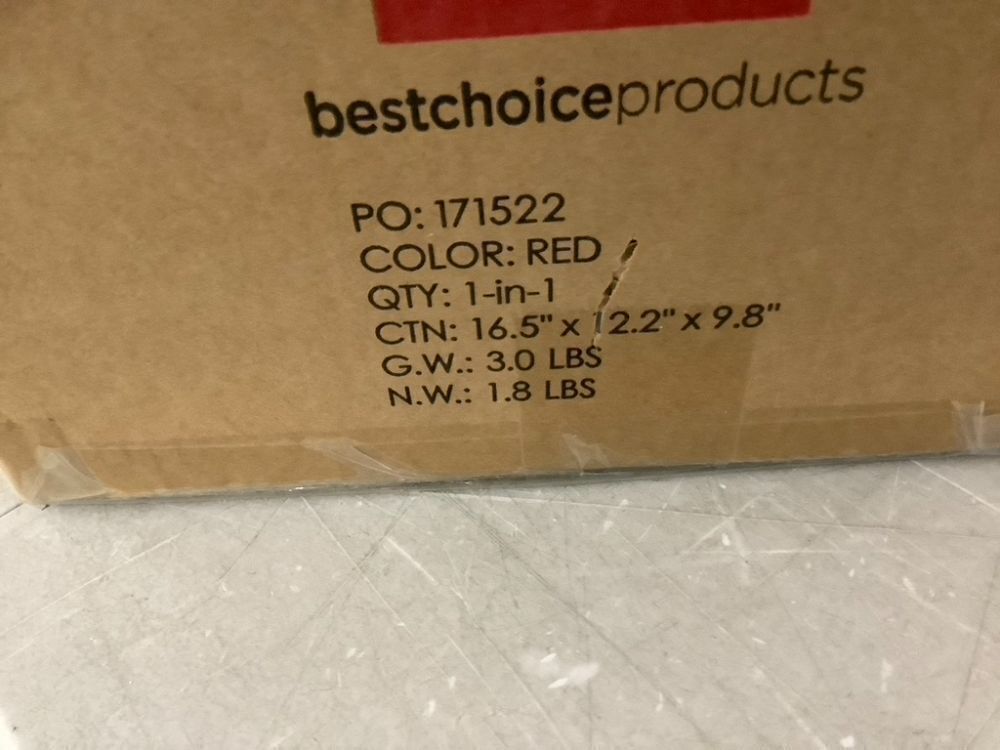 bestchoiceproducts
PO: 171522
COLOR: RED
QTY: 1-in-1
CTN: 16.5" x 12.2" x 9.8"
G.W.: 3.0 LBS
N.W.: 1.8 LBS